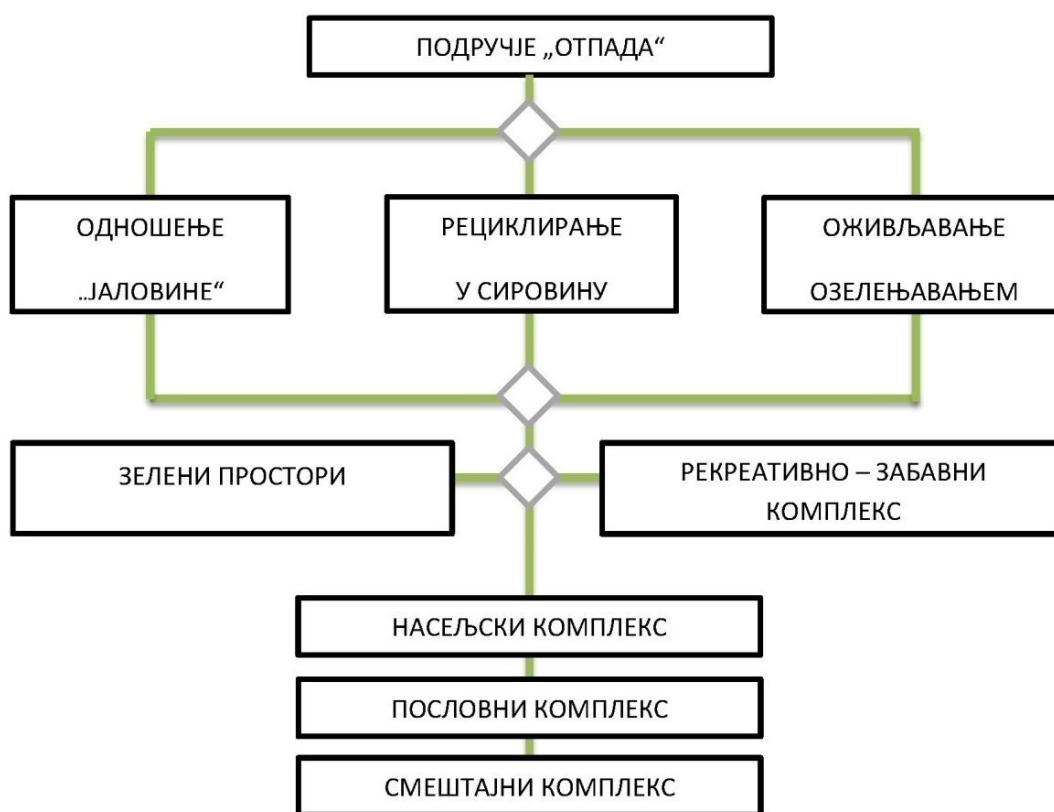 ПОДРУЧЈЕ „ОТПАДА“
ОДНОШЕЊЕ
„ЈАЛОВИНЕ“
РЕЦИКЛИРАЊЕ
У СИРОВИНУ
ОЖИВЉАВАЊЕ
ОЗЕЛЕЊАВАЊЕМ
ЗЕЛЕНИ ПРОСТОРИ
РЕКРЕАТИВНО – ЗАБАВНИ
КОМПЛЕКС
НАСЕЉСКИ КОМПЛЕКС
ПОСЛОВНИ КОМПЛЕКС
СМЕШТАЈНИ КОМПЛЕКС